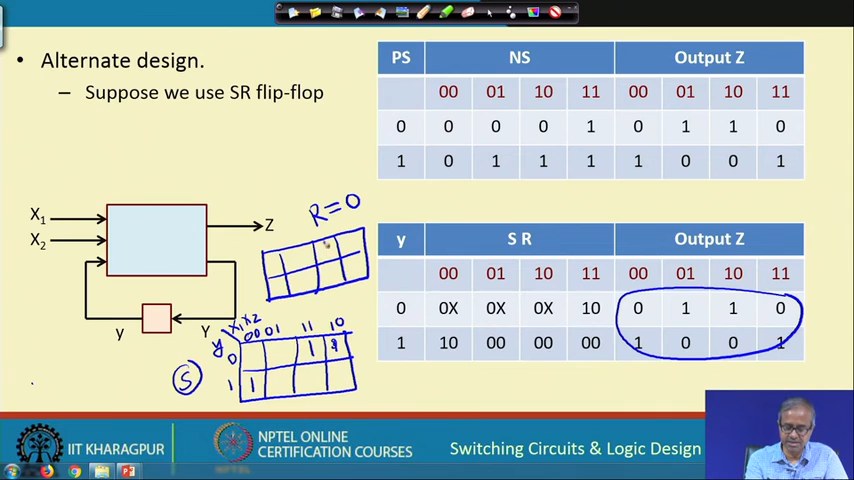 • Alternate design.
– Suppose we use SR flip-flop
PS NS Output Z
00 01 10 11 00 01 10 11
0 0 0 0 1 0 1 1 0
1 0 1 1 1 1 0 0 1
X1
X2
Z
y
Y
R=0
y S R Output Z
00 01 10 11 00 01 10 11
0 0X 0X 0X 10 0 1 1 0
1 10 00 00 00 1 0 0 1
X1X2
y 00 01 11 10
0 1
1 1
S
IIT KHARAGPUR
NPTEL ONLINE
CERTIFICATION COURSES
NPTEL
Switching Circuits & Logic Design